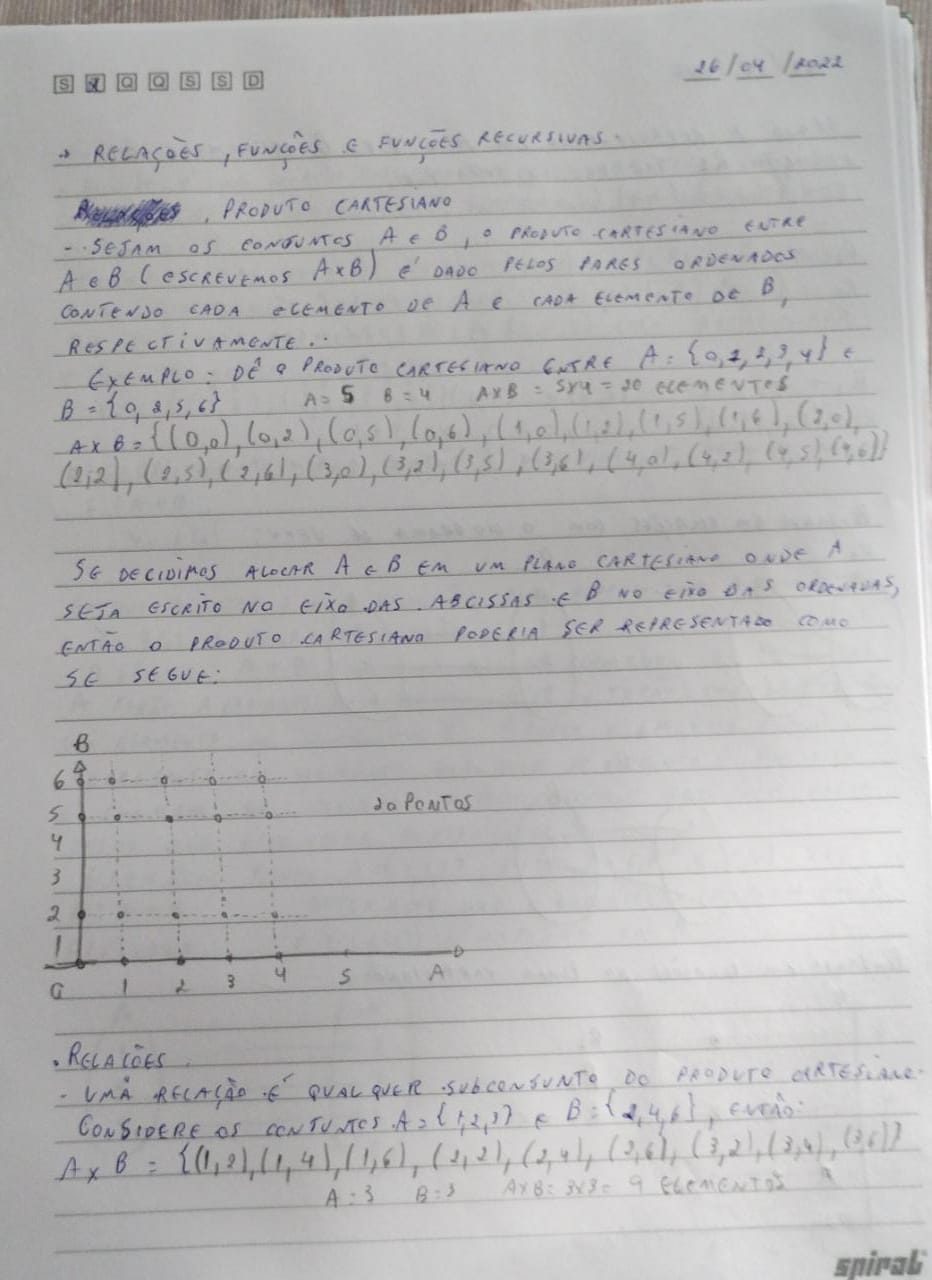 S X Q Q S S D
26/04/2022
→ RELAÇÕES, FUNÇÕES E FUNÇÕES RECURSIVAS.
. PRODUTO CARTESIANO
- . SEJAM OS CONJUNTOS A E B, O PRODUTO CARTESIANO ENTRE
A E B (ESCREVEMOS AxB) É DADO PELOS PARES ORDENADOS
CONTENDO CADA ELEMENTO DE A E CADA ELEMENTO DE B,
RESPECTIVAMENTE..
EXEMPLO: DÊ O PRODUTO CARTESIANO ENTRE A: {0,1,2,3,4} E
B = {0,2,5,6} A= 5 B = 4 AxB = 5x4 = 20 ELEMENTOS
A x B = {(0,0), (0,2), (0,5), (0,6), (1,0), (1,2), (1,5), (1,6), (2,0),
(2,2), (2,5), (2,6), (3,0), (3,2), (3,5), (3,6), (4,0), (4,2), (4,5) (4,6)}
SE DECIDIMOS ALOCAR A E B EM UM PLANO CARTESIANO ONDE A
SEJA ESCRITO NO EIXO DAS ABCISSAS E B NO EIXO DAS ORDENADAS,
ENTÃO O PRODUTO CARTESIANO PODERIA SER REPRESENTADO COMO
SE SEGUE:
B
6
5 20 PONTOS
4
3
2
1
0 1 2 3 4 5 A
. RELAÇÕES
- UMA RELAÇÃO É QUALQUER SUBCONJUNTO DO PRODUTO CARTESIANO.
CONSIDERE OS CONJUNTOS A = {1,2,3} E B = {2,4,6}, ENTÃO:
A x B = {(1,2), (1,4), (1,6), (2,2), (2,4), (2,6), (3,2), (3,4), (3,6)}
A = 3 B = 3 AxB = 3x3 = 9 ELEMENTOS
spiral